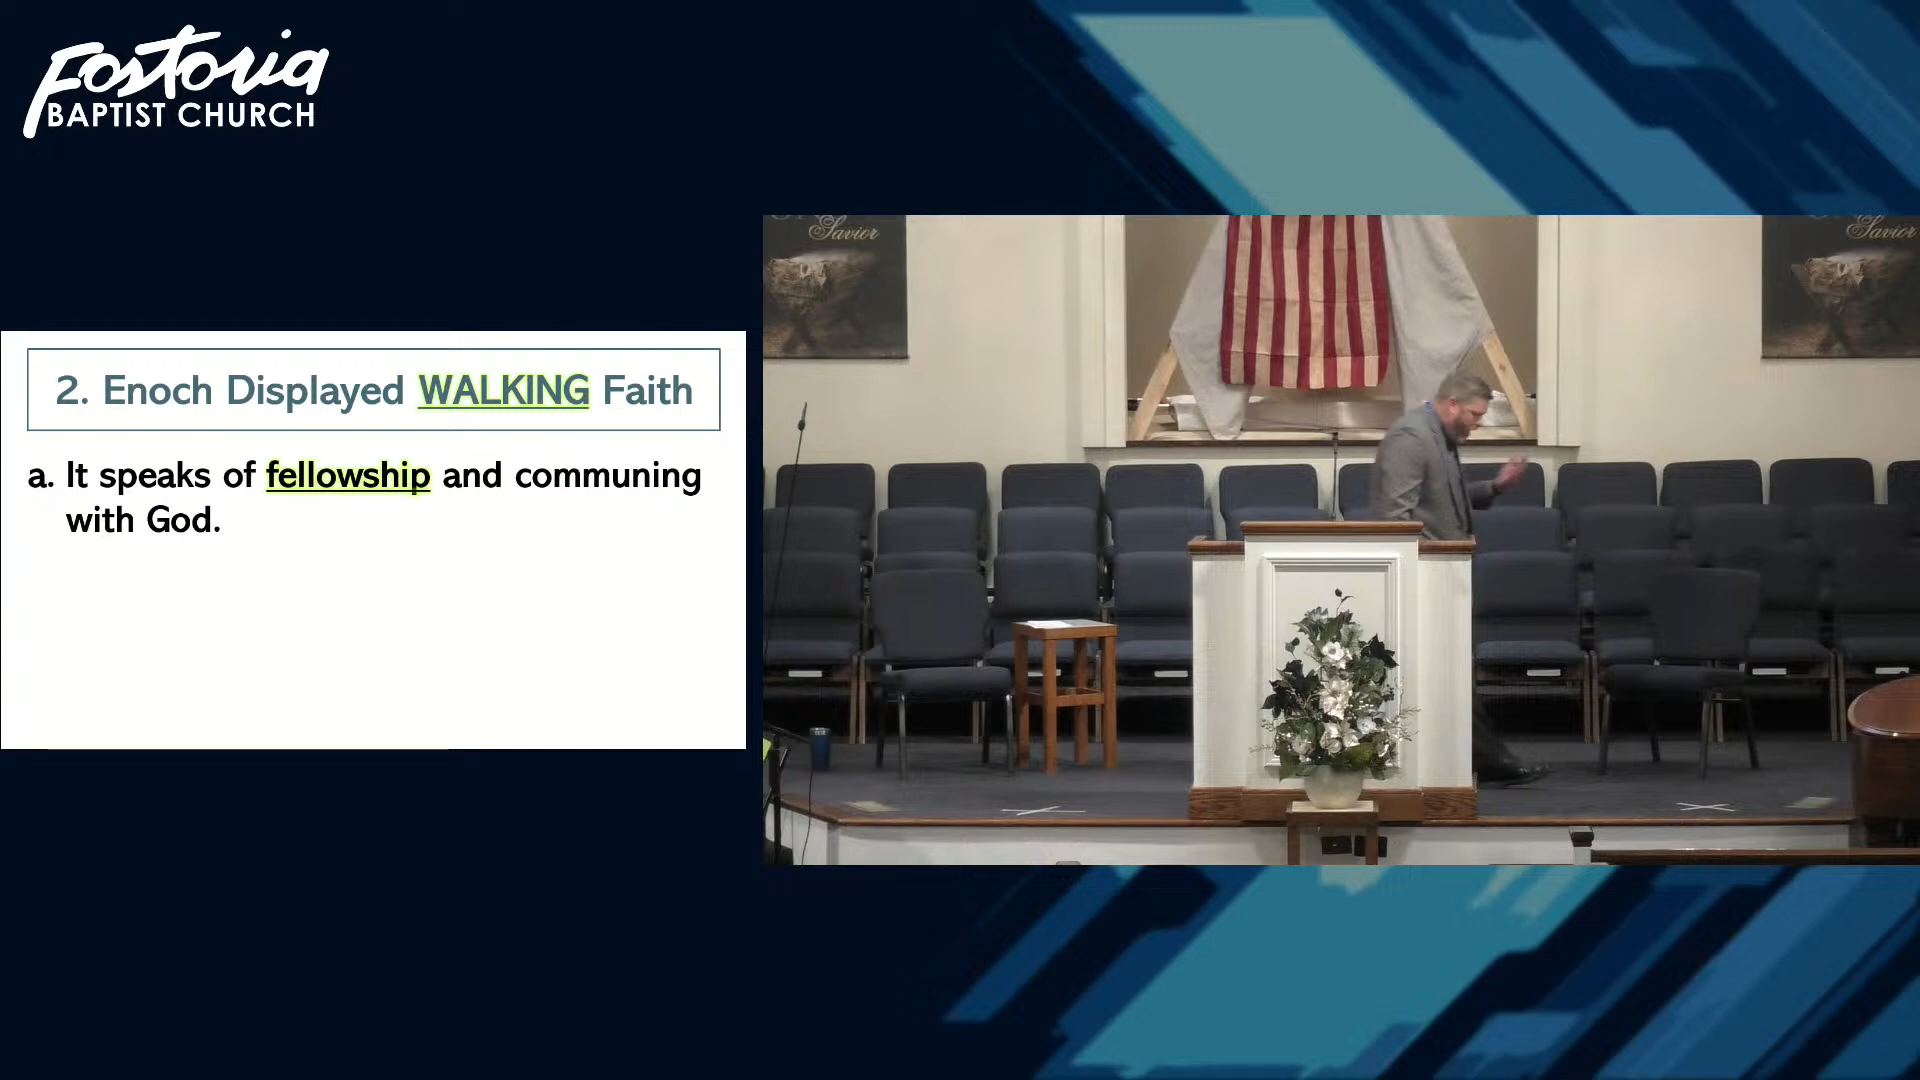 Fostoria
BAPTIST CHURCH
Savior
Savior
2. Enoch Displayed WALKING Faith
a. It speaks of fellowship and communing
with God.